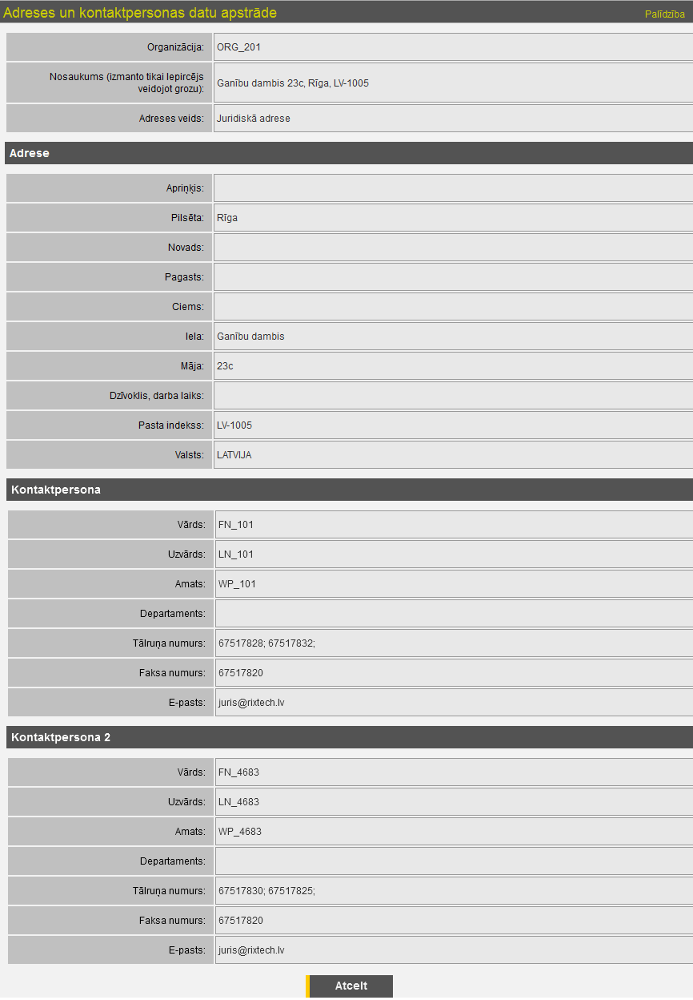 Adreses un kontaktpersonas datu apstrāde
Palīdzība
Organizācija: ORG_201
Nosaukums (izmanto tikai Iepircējs
veidojot grozu): Ganību dambis 23c, Rīga, LV-1005
Adreses veids: Juridiskā adrese
Adrese
Apriņķis:
Pilsēta: Rīga
Novads:
Pagasts:
Ciems:
Iela: Ganību dambis
Māja: 23c
Dzīvoklis, darba laiks:
Pasta indekss: LV-1005
Valsts: LATVIJA
Kontaktpersona
Vārds: FN_101
Uzvārds: LN_101
Amats: WP_101
Departaments:
Tālruņa numurs: 67517828; 67517832;
Faksa numurs: 67517820
E-pasts: juris@rixtech.lv
Kontaktpersona 2
Vārds: FN_4683
Uzvārds: LN_4683
Amats: WP_4683
Departaments:
Tālruņa numurs: 67517830; 67517825;
Faksa numurs: 67517820
E-pasts: juris@rixtech.lv
Atcelt